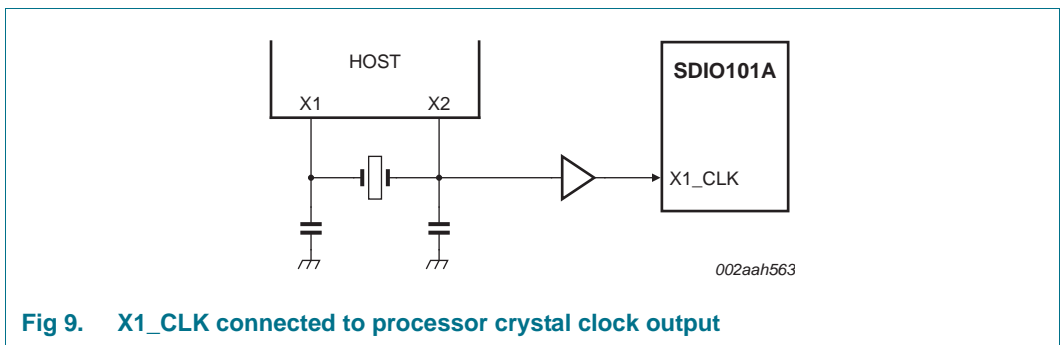 HOST
SDIO101A
X1
X2
X1_CLK
002aah563
Fig 9. X1_CLK connected to processor crystal clock output